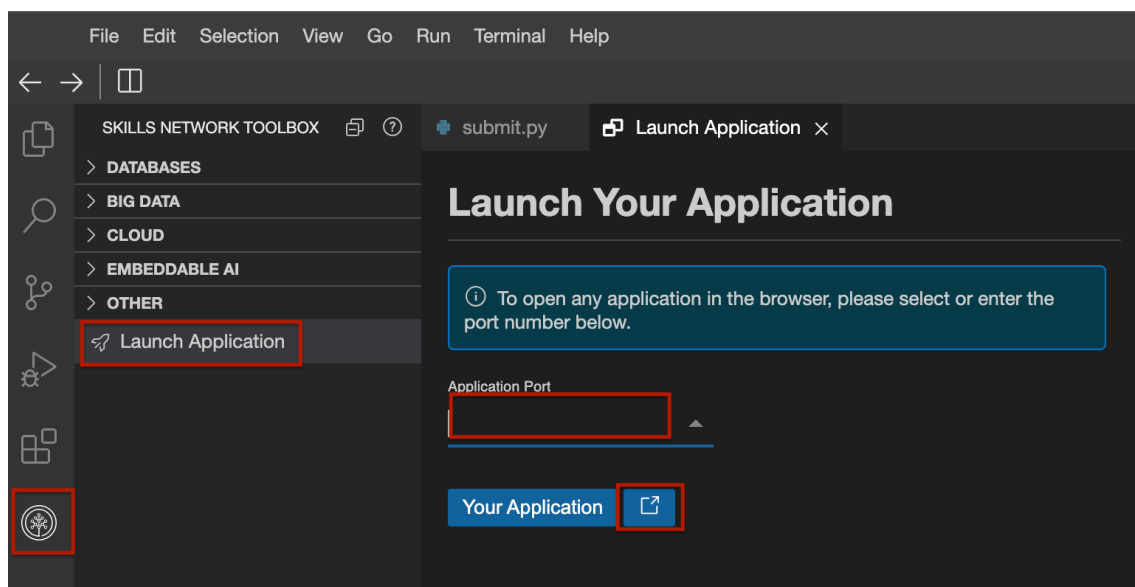 File Edit Selection View Go Run Terminal Help
SKILLS NETWORK TOOLBOX
submit.py
Launch Application
DATABASES
BIG DATA
CLOUD
EMBEDDABLE AI
OTHER
Launch Application
Launch Your Application
To open any application in the browser, please select or enter the
port number below.
Application Port
Your Application